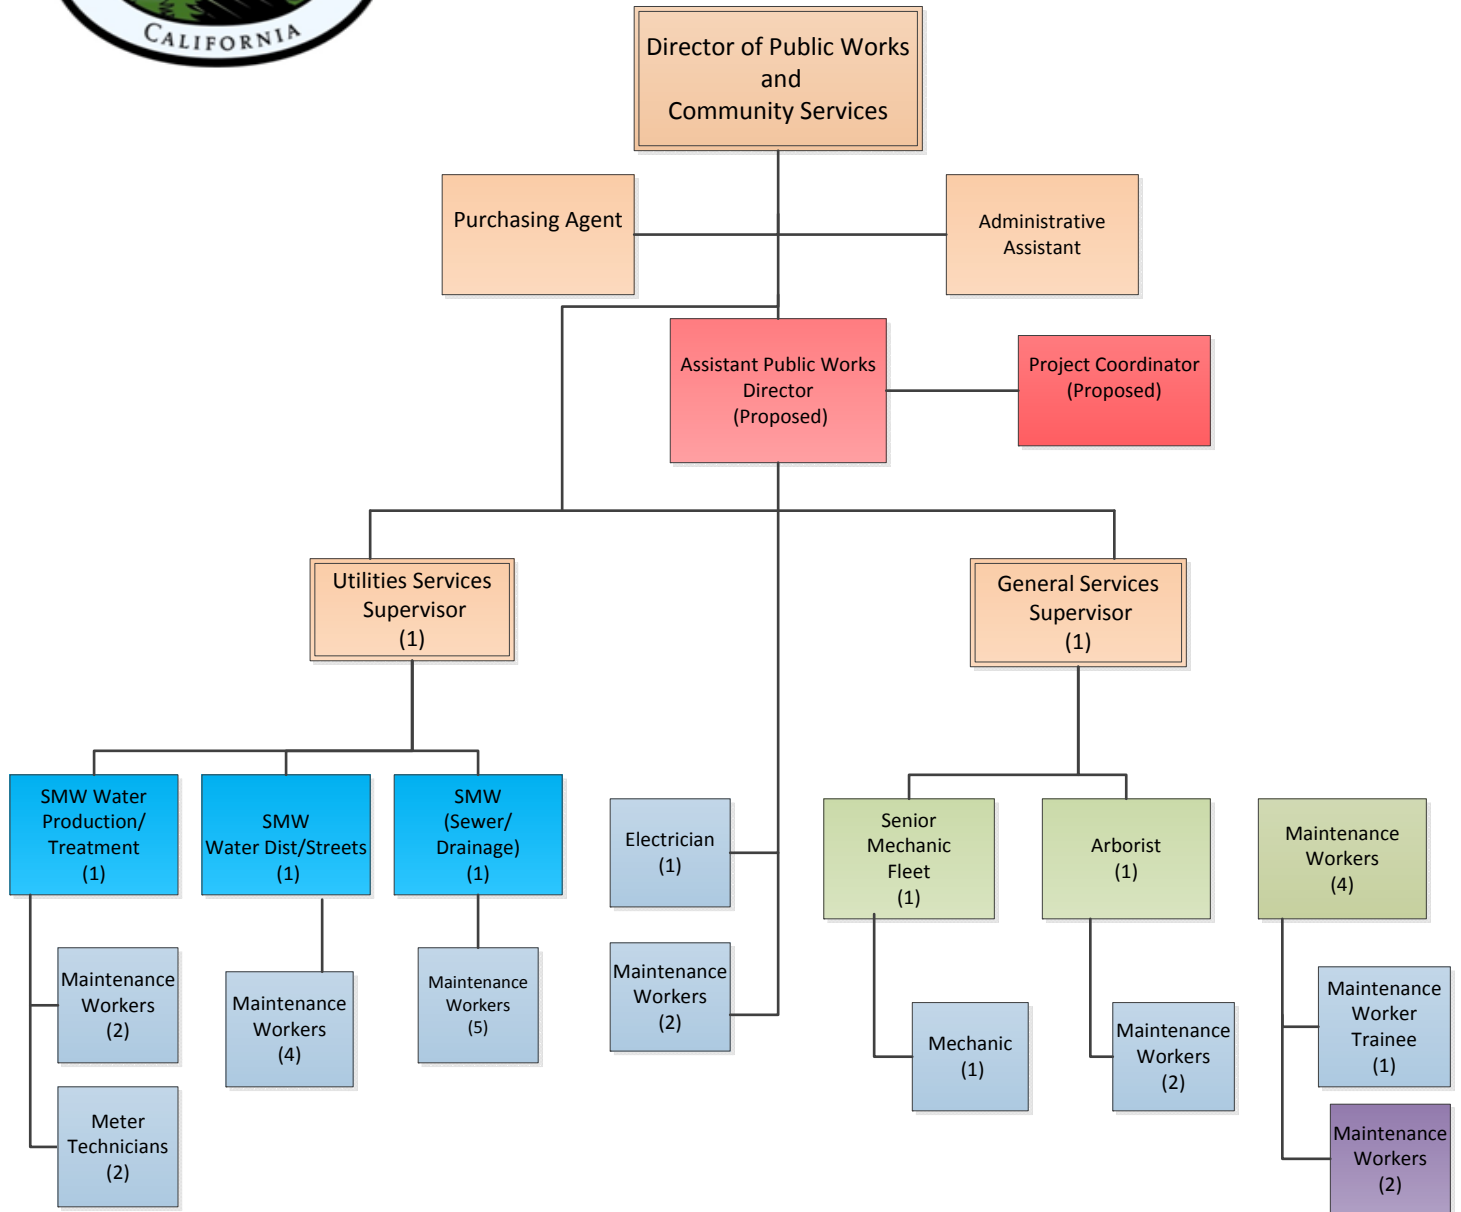 CALIFORNIA
Director of Public Works
and
Community Services
Purchasing Agent
Administrative
Assistant
Assistant Public Works
Director
(Proposed)
Project Coordinator
(Proposed)
Utilities Services
Supervisor
(1)
General Services
Supervisor
(1)
SMW Water
Production/
Treatment
(1)
SMW
Water Dist/Streets
(1)
SMW
(Sewer/
Drainage)
(1)
Electrician
(1)
Senior
Mechanic
Fleet
(1)
Arborist
(1)
Maintenance
Workers
(4)
Maintenance
Workers
(2)
Maintenance
Workers
(4)
Maintenance
Workers
(5)
Maintenance
Workers
(2)
Mechanic
(1)
Maintenance
Workers
(2)
Maintenance
Worker
Trainee
(1)
Meter
Technicians
(2)
Maintenance
Workers
(2)